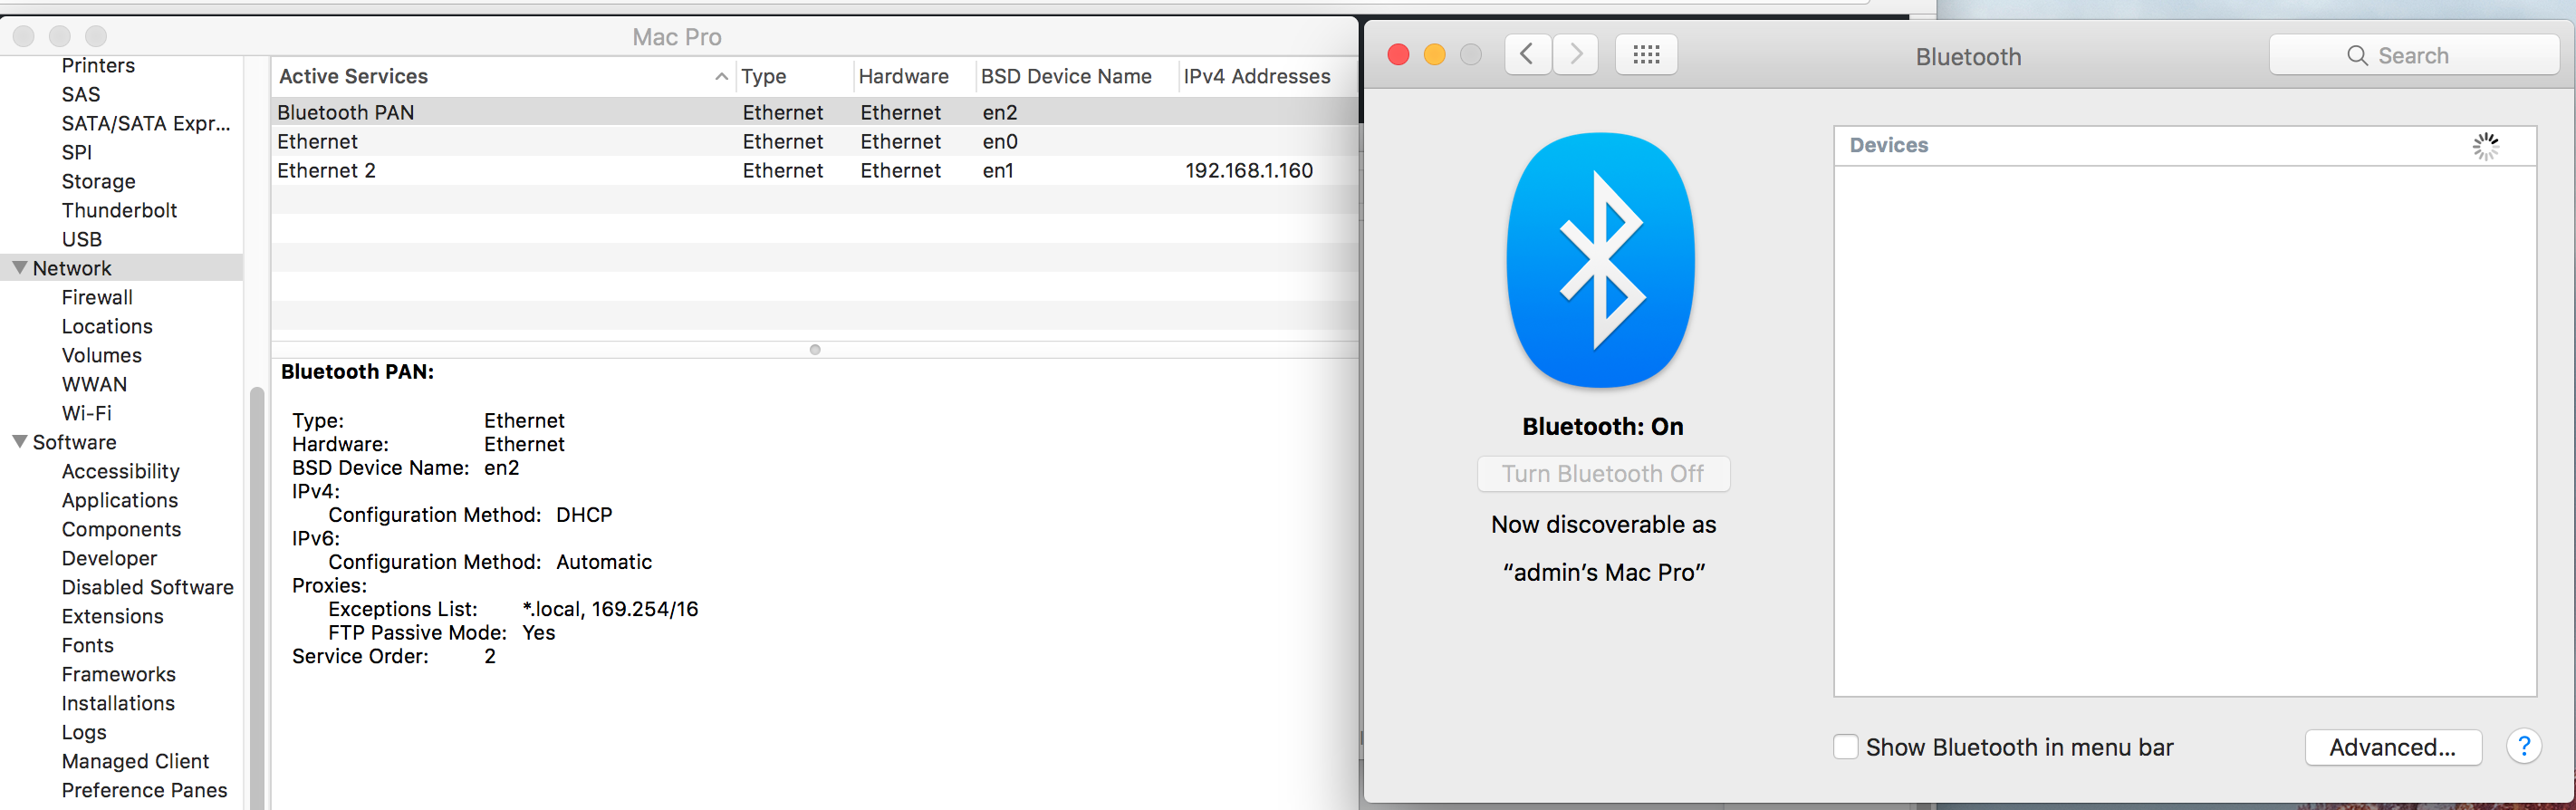 Mac Pro
Printers
SAS
SATA/SATA Expr...
SPI
Storage
Thunderbolt
USB
Network
Firewall
Locations
Volumes
WWAN
Wi-Fi
Software
Accessibility
Applications
Components
Developer
Disabled Software
Extensions
Fonts
Frameworks
Installations
Logs
Managed Client
Preference Panes
Active Services Type Hardware BSD Device Name IPv4 Addresses
Bluetooth PAN Ethernet Ethernet en2
Ethernet Ethernet Ethernet en0
Ethernet 2 Ethernet Ethernet en1 192.168.1.160
Bluetooth PAN:
Type: Ethernet
Hardware: Ethernet
BSD Device Name: en2
IPv4:
Configuration Method: DHCP
IPv6:
Configuration Method: Automatic
Proxies:
Exceptions List: *.local, 169.254/16
FTP Passive Mode: Yes
Service Order: 2
Bluetooth
Search
Bluetooth: On
Turn Bluetooth Off
Now discoverable as
“admin’s Mac Pro”
Devices
Show Bluetooth in menu bar
Advanced...
?